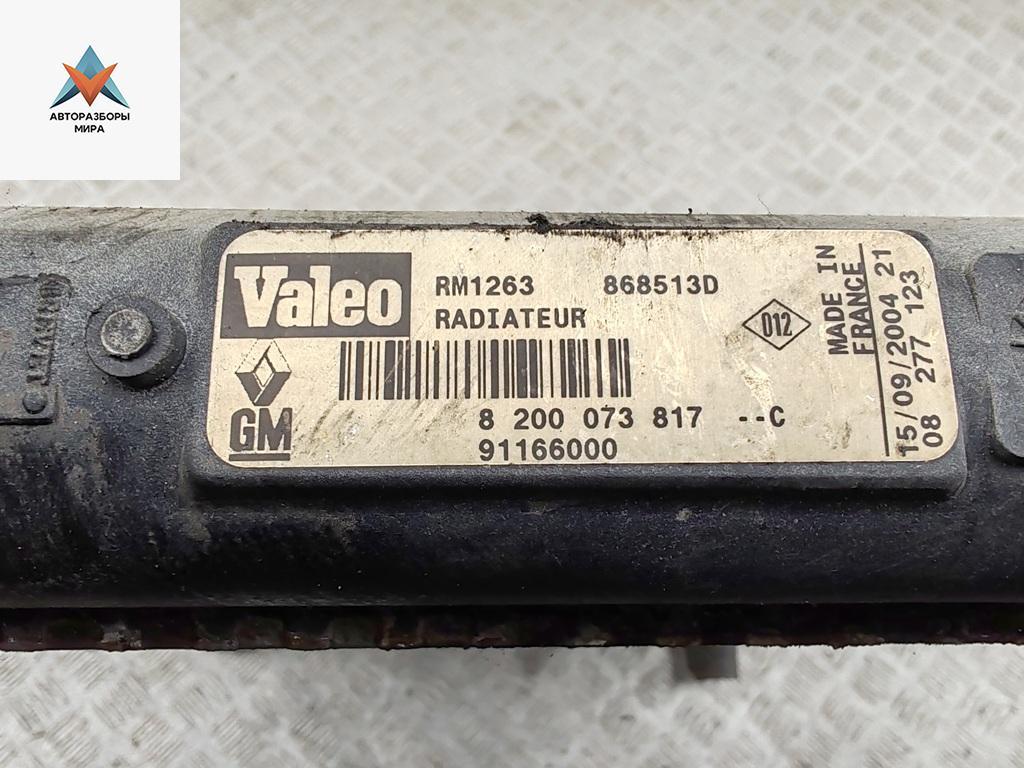 АВТОРАЗБОРЫ
МИРА
Valeo
RM1263 868513D
RADIATEUR
D12
MADE IN
FRANCE
15/09/2004 21
08 277 123
GM
8 200 073 817 --C
91166000